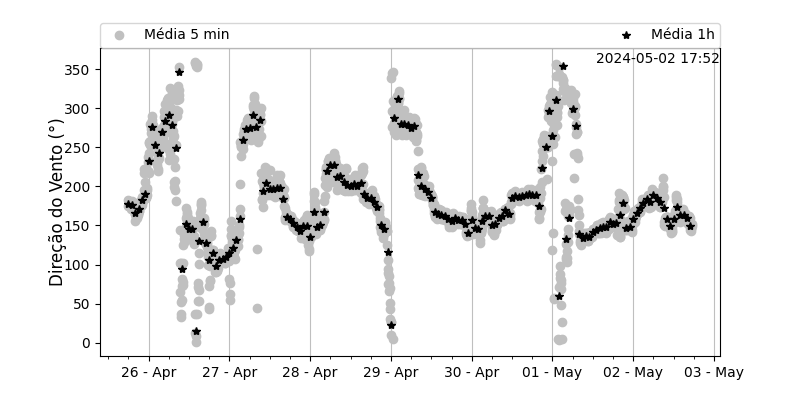 Média 5 min
Média 1h
2024-05-02 17:52
Direção do Vento (°)
350
300
250
200
150
100
50
0
26 - Apr
27 - Apr
28 - Apr
29 - Apr
30 - Apr
01 - May
02 - May
03 - May